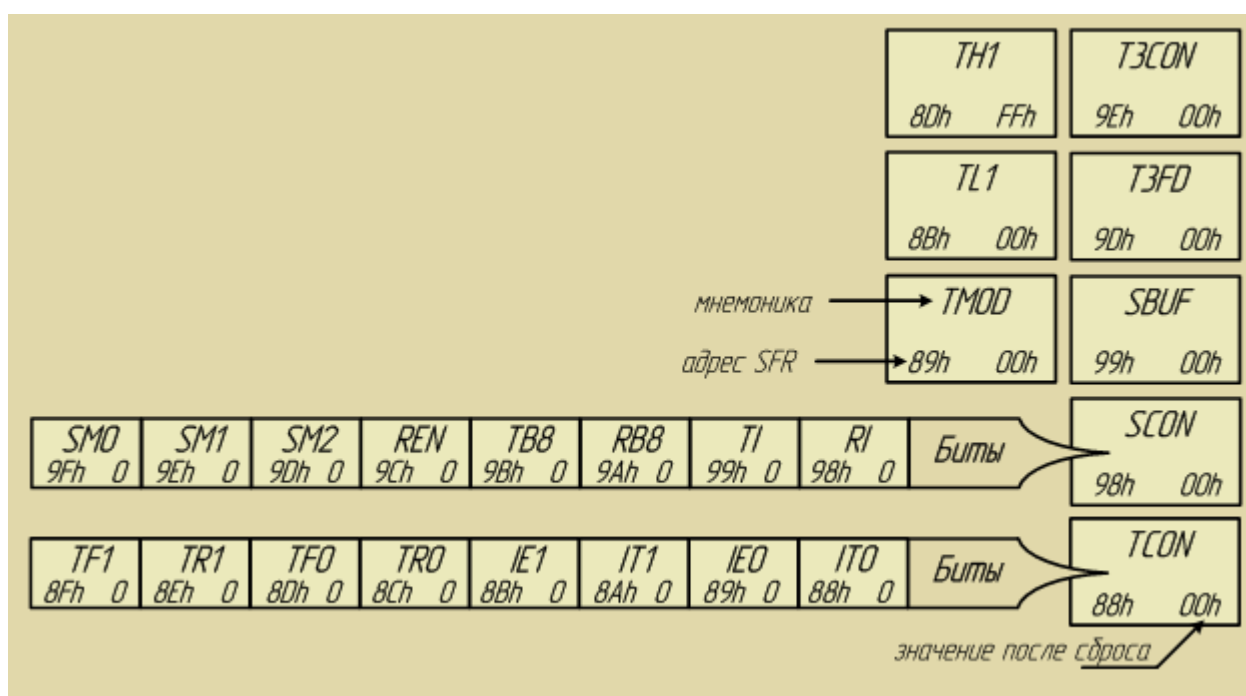 TH1 T3CON
8Dh FFh 9Eh 00h
TL1 T3FD
8Bh 00h 9Dh 00h
мнемоника TMOD SBUF
адрес SFR 89h 00h 99h 00h
SM0 SM1 SM2 REN TB8 RB8 TI RI Биты SCON
9Fh 0 9Eh 0 9Dh 0 9Ch 0 9Bh 0 9Ah 0 99h 0 98h 0
98h 00h
TF1 TR1 TF0 TR0 IE1 IT1 IE0 IT0 Биты TCON
8Fh 0 8Eh 0 8Dh 0 8Ch 0 8Bh 0 8Ah 0 89h 0 88h 0
88h 00h
значение после сброса